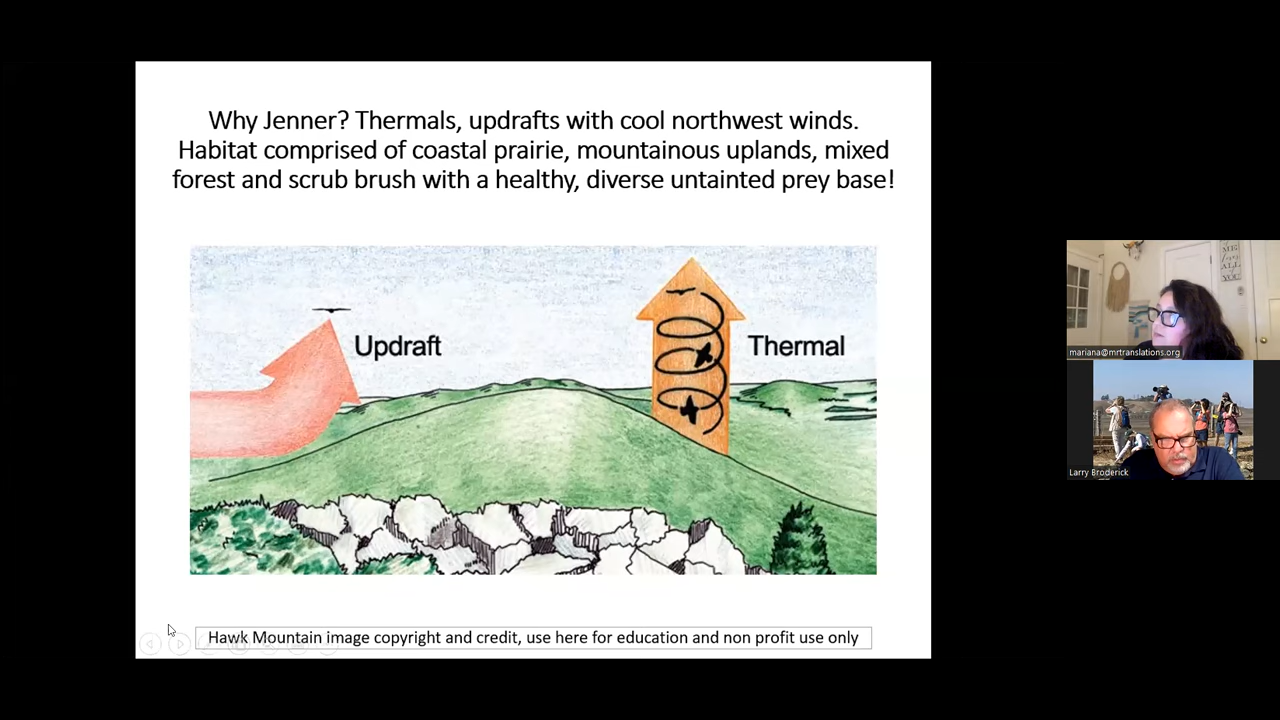 Why Jenner? Thermals, updrafts with cool northwest winds.
Habitat comprised of coastal prairie, mountainous uplands, mixed
forest and scrub brush with a healthy, diverse untainted prey base!
Updraft
Thermal
Hawk Mountain image copyright and credit, use here for education and non profit use only
mariana@mrtranslations.org
Larry Broderick